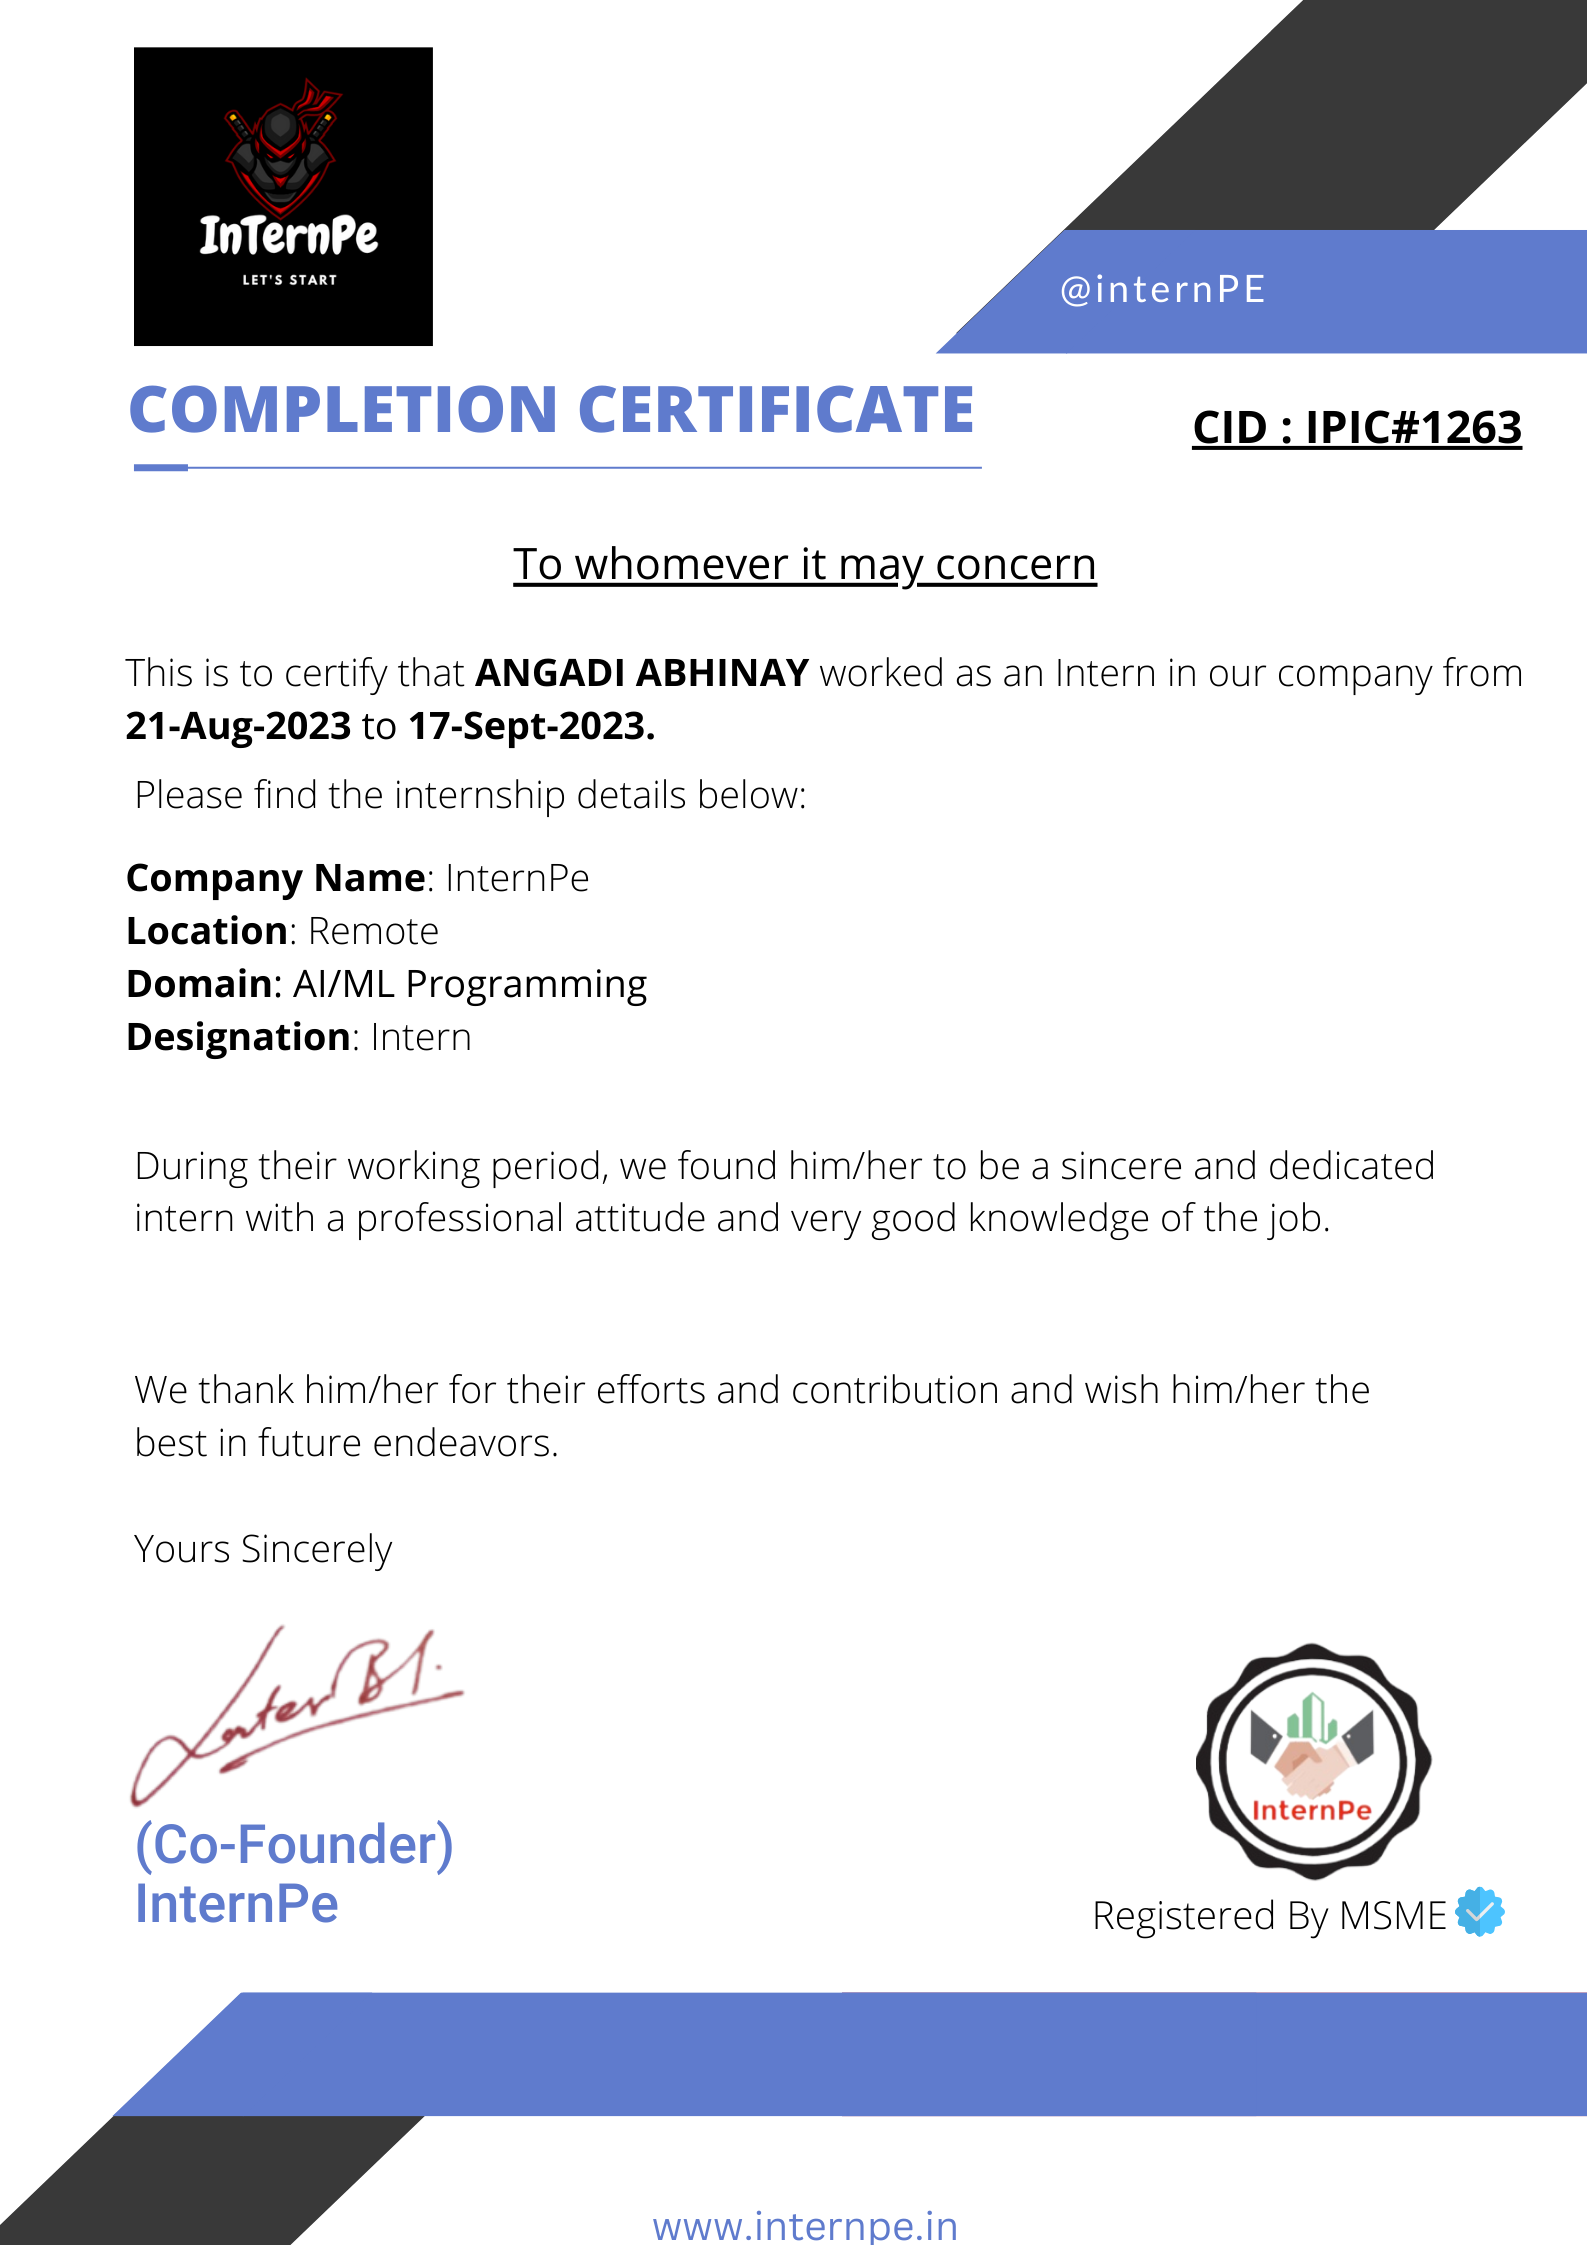 InTernPe
LET'S START
@internPE
COMPLETION CERTIFICATE
CID : IPIC#1263
To whomever it may concern
This is to certify that ANGADI ABHINAY worked as an Intern in our company from
21-Aug-2023 to 17-Sept-2023.
Please find the internship details below:
Company Name: InternPe
Location: Remote
Domain: AI/ML Programming
Designation: Intern
During their working period, we found him/her to be a sincere and dedicated
intern with a professional attitude and very good knowledge of the job.
We thank him/her for their efforts and contribution and wish him/her the
best in future endeavors.
Yours Sincerely
(Co-Founder)
InternPe
InternPe
Registered By MSME
www.internpe.in